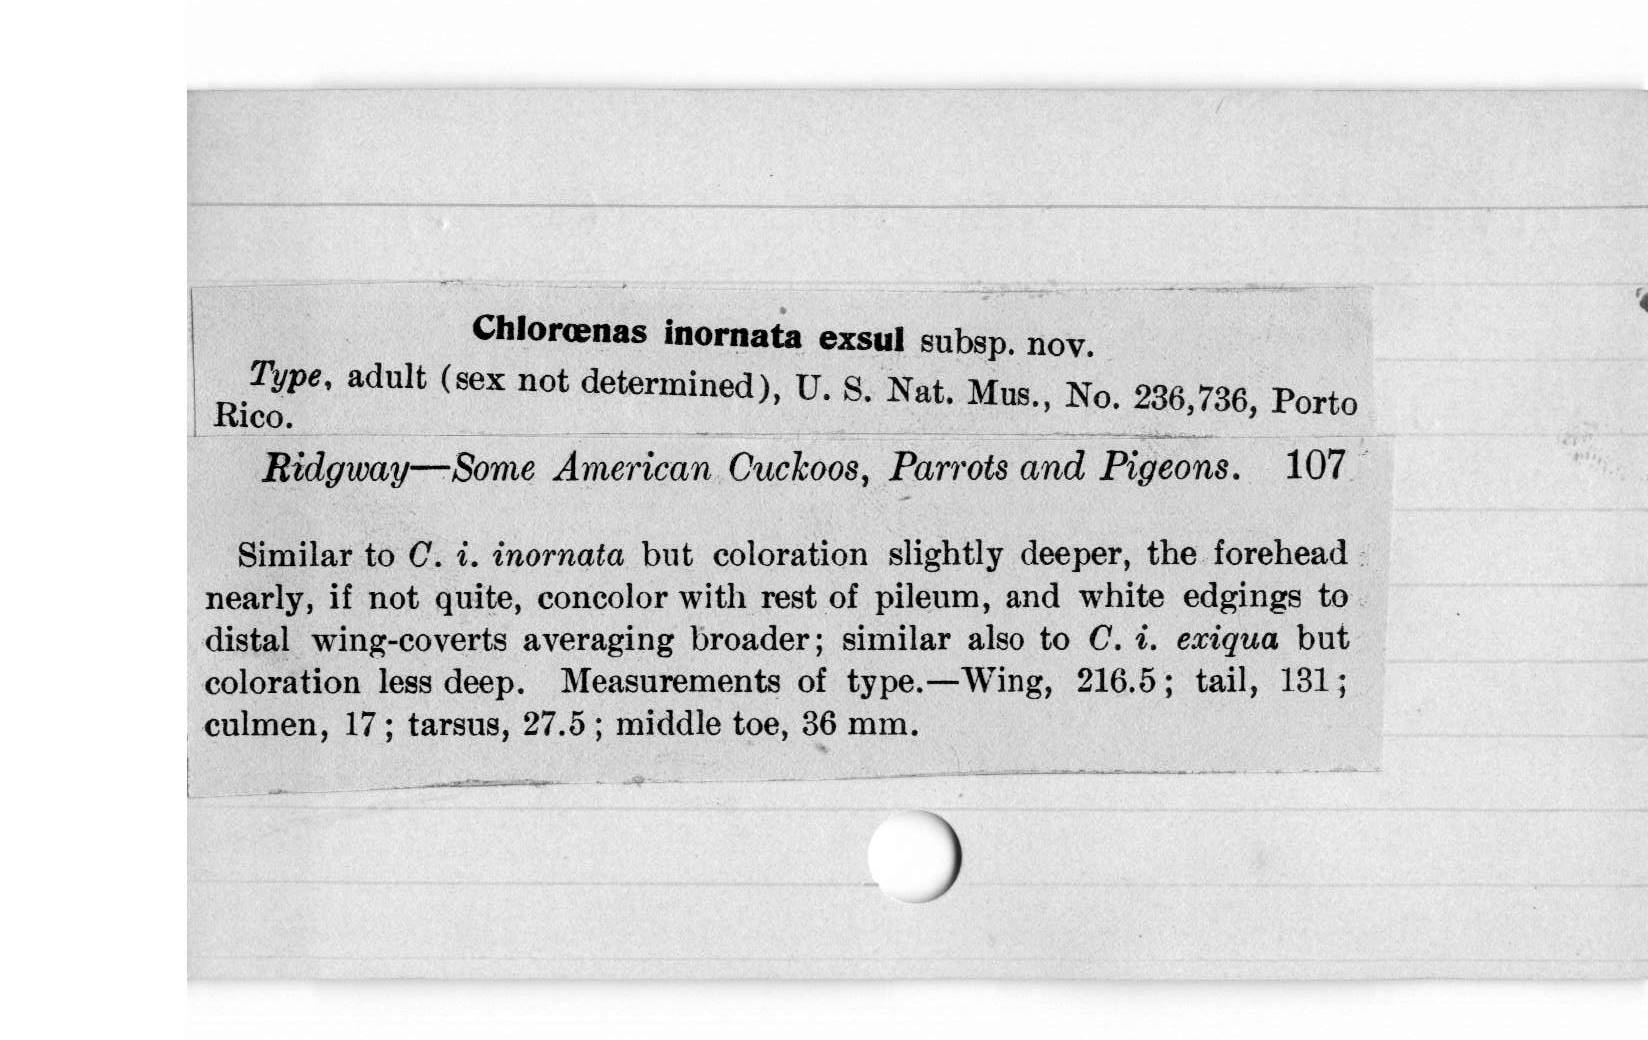 Chlorœnas inornata exsul subsp. nov.
Type, adult (sex not determined), U. S. Nat. Mus., No. 236,736, Porto
Rico.
Ridgway—Some American Cuckoos, Parrots and Pigeons. 107
Similar to C. i. inornata but coloration slightly deeper, the forehead
nearly, if not quite, concolor with rest of pileum, and white edgings to
distal wing-coverts averaging broader; similar also to C. i. exiqua but
coloration less deep. Measurements of type.—Wing, 216.5; tail, 131;
culmen, 17; tarsus, 27.5; middle toe, 36 mm.